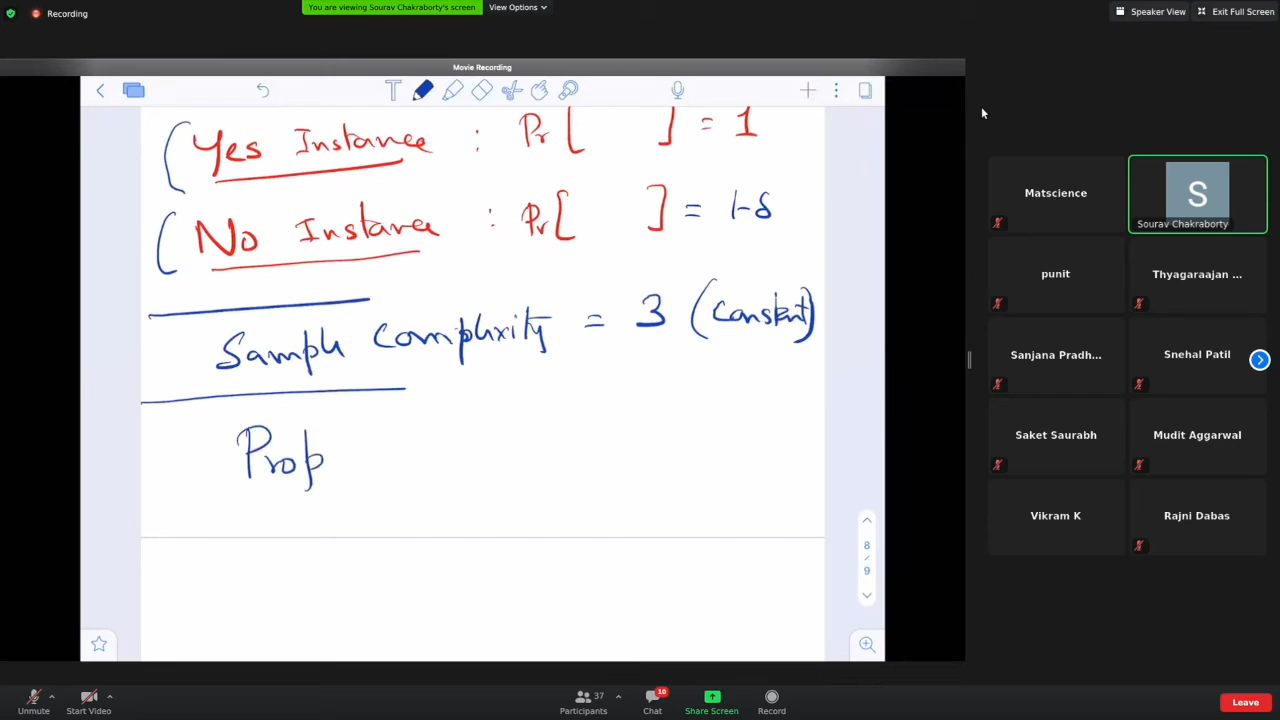 Recording
You are viewing Sourav Chakraborty's screen
View Options
Speaker View
Exit Full Screen
Movie Recording
T
Yes Instance : Pr[ ] = 1
No Instance : Pr[ ] = 1-δ
Sample Complexity = 3 (Constant)
Prop
8
/
9
Matscience
S
Sourav Chakraborty
punit
Thyagaraajan ...
Sanjana Pradh...
Snehal Patil
Saket Saurabh
Mudit Aggarwal
Vikram K
Rajni Dabas
Unmute
Start Video
37
Participants
10
Chat
Share Screen
Record
Leave